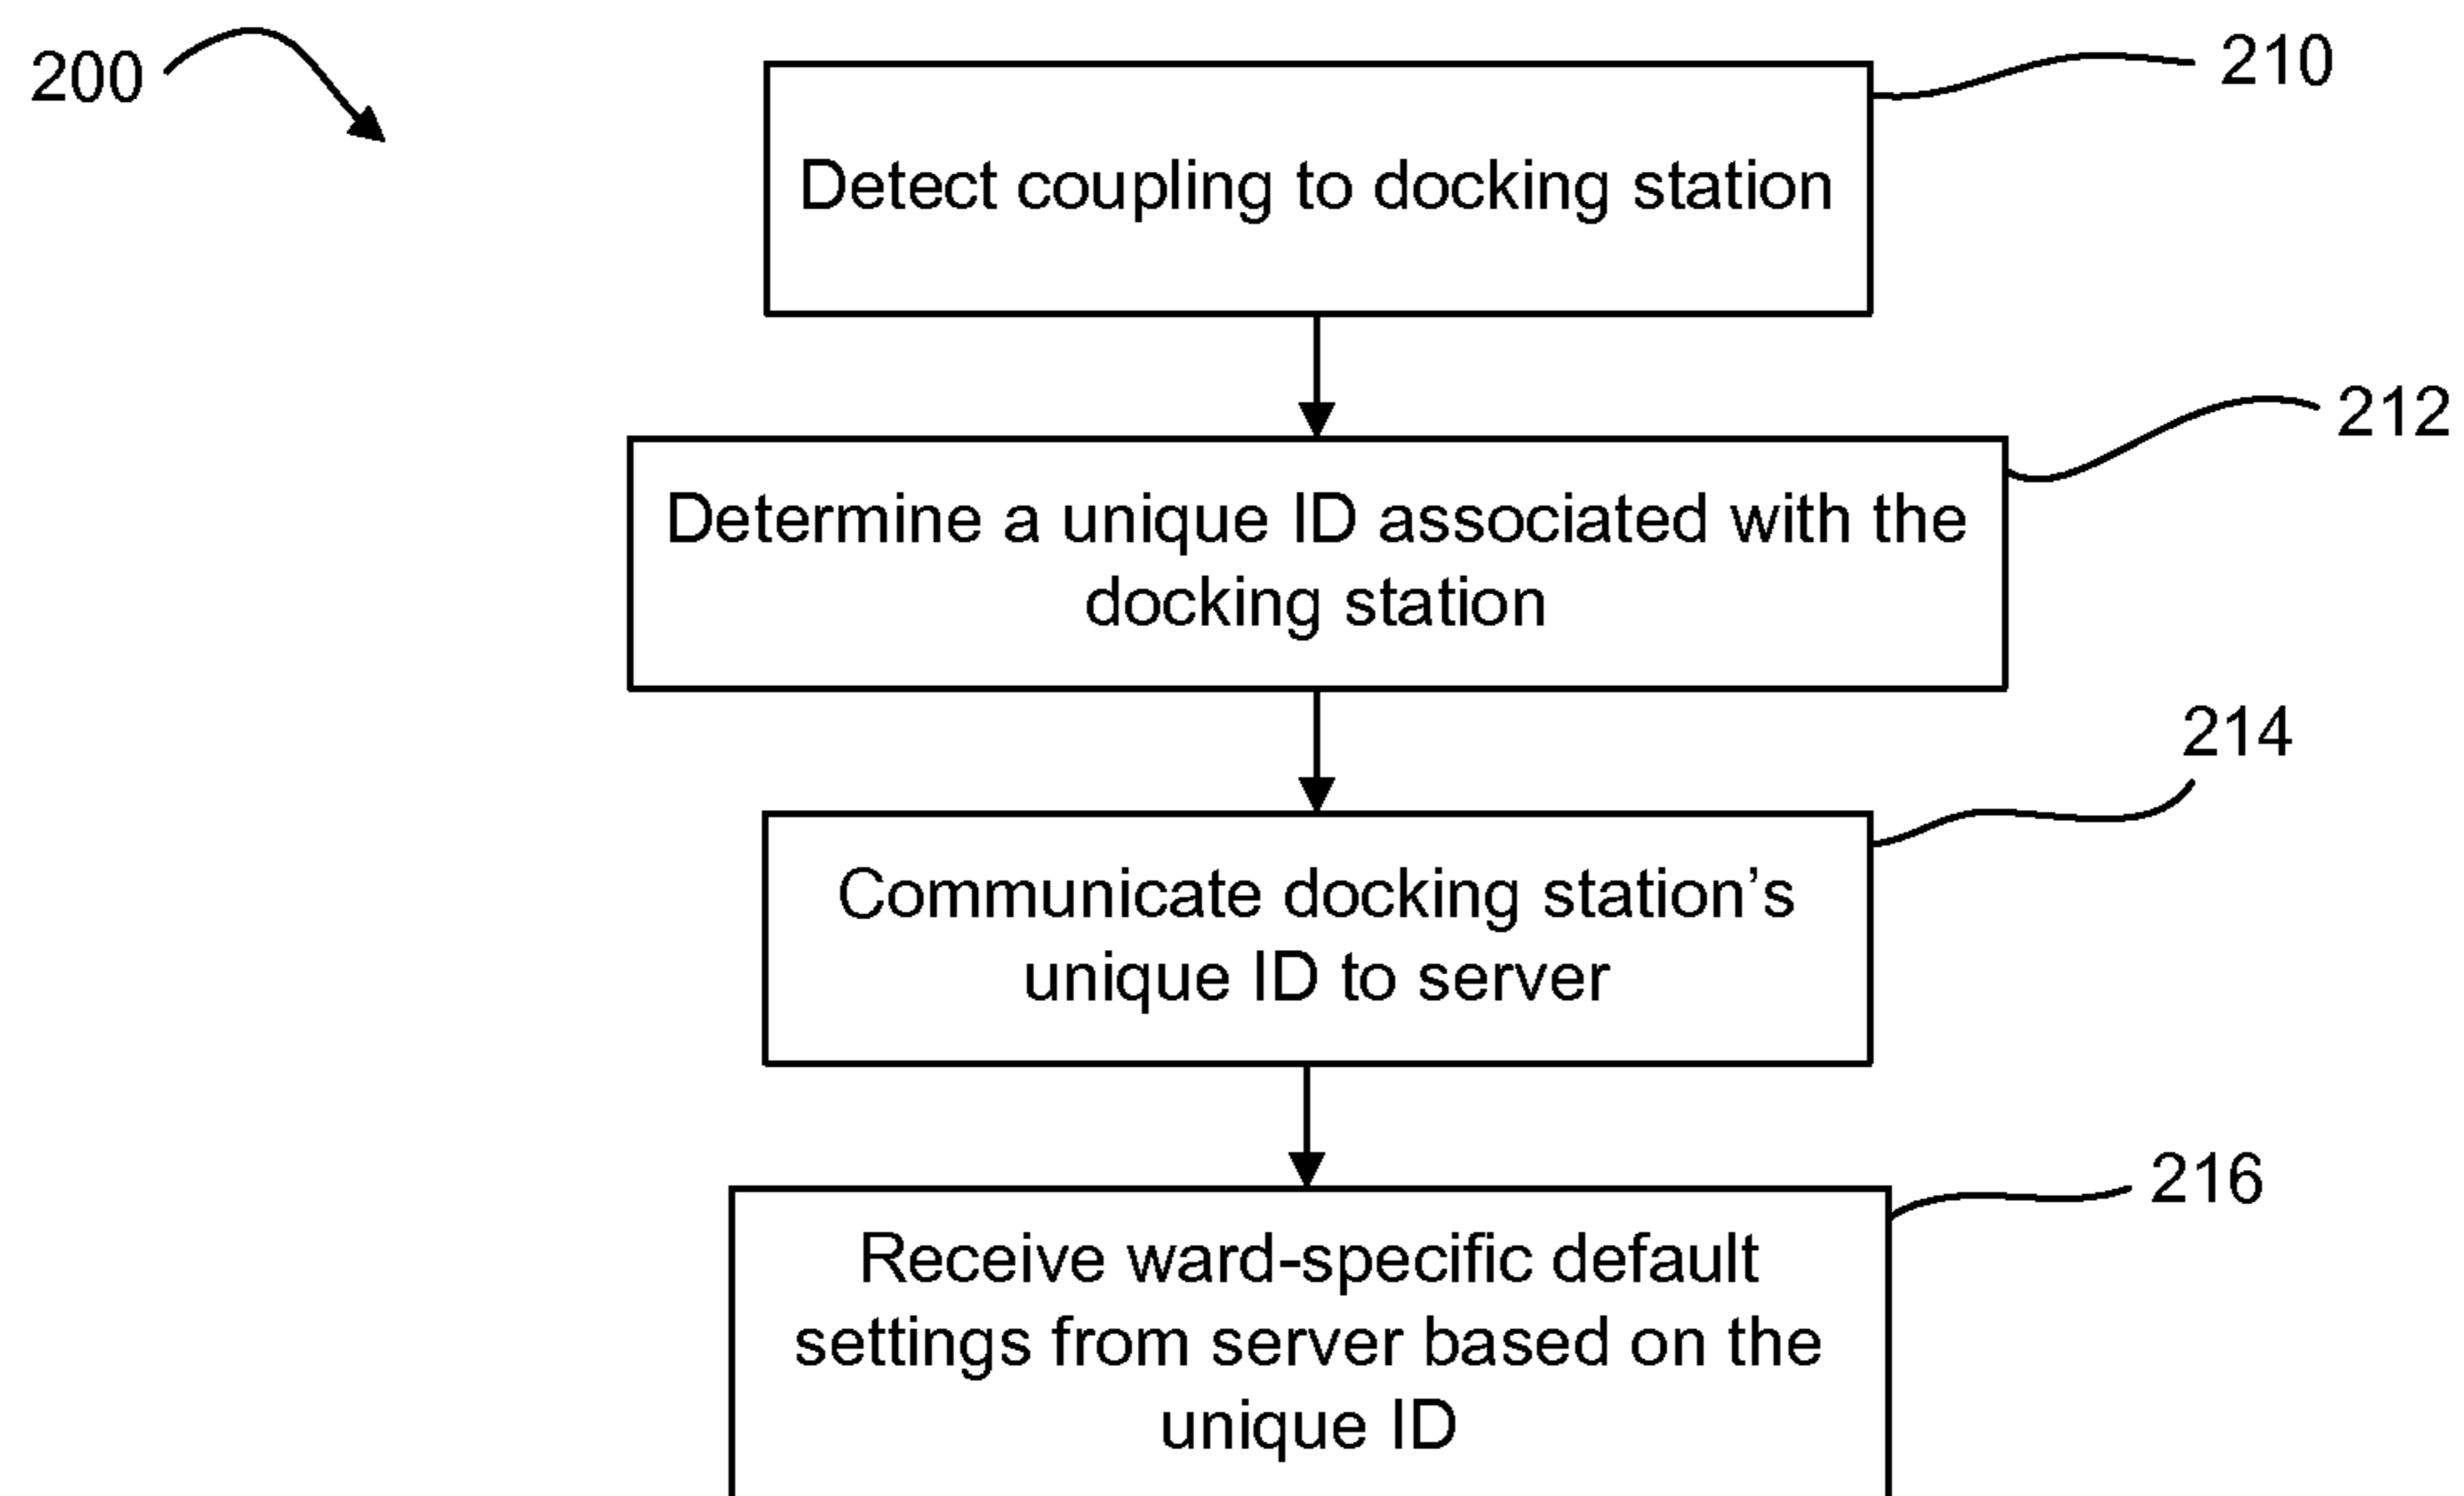 200
210
Detect coupling to docking station
212
Determine a unique ID associated with the
docking station
214
Communicate docking station’s
unique ID to server
216
Receive ward-specific default
settings from server based on the
unique ID